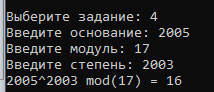 Выберите задание: 4
Введите основание: 2005
Введите модуль: 17
Введите степень: 2003
2005^2003 mod(17) = 16